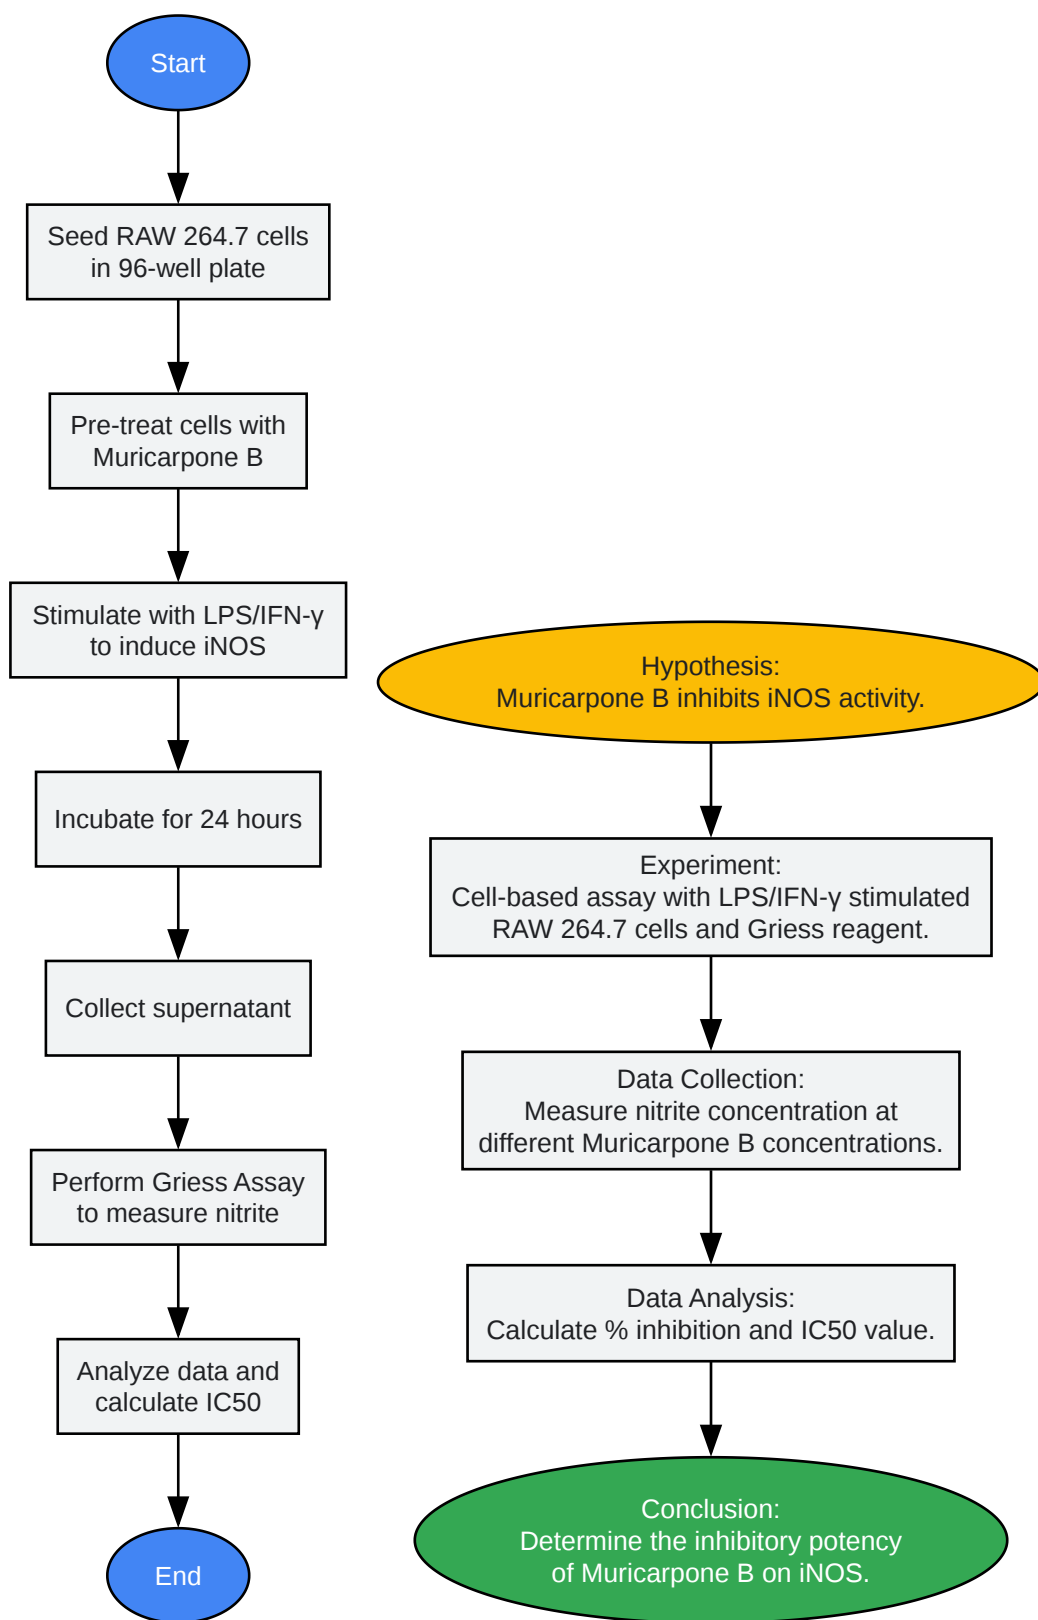 Start
Seed RAW 264.7 cells
in 96-well plate
Pre-treat cells with
Muricarpone B
Stimulate with LPS/IFN-γ
to induce iNOS
Incubate for 24 hours
Collect supernatant
Perform Griess Assay
to measure nitrite
Analyze data and
calculate IC50
End
Hypothesis:
Muricarpone B inhibits iNOS activity.
Experiment:
Cell-based assay with LPS/IFN-γ stimulated
RAW 264.7 cells and Griess reagent.
Data Collection:
Measure nitrite concentration at
different Muricarpone B concentrations.
Data Analysis:
Calculate % inhibition and IC50 value.
Conclusion:
Determine the inhibitory potency
of Muricarpone B on iNOS.